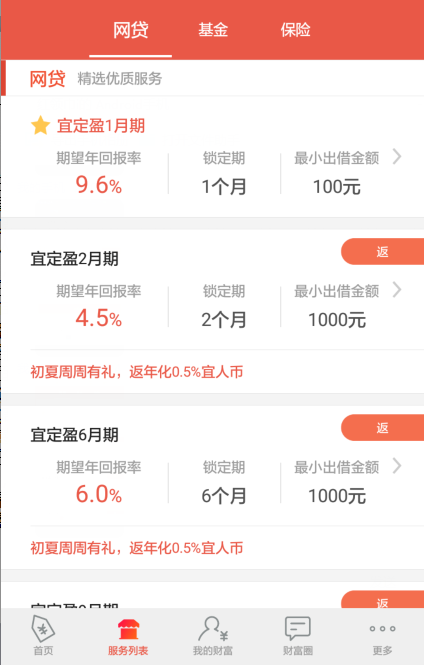 网贷 基金 保险
网贷 精选优质服务
宜定盈1月期
期望年回报率 锁定期 最小出借金额
9.6% 1个月 100元
宜定盈2月期 返
期望年回报率 锁定期 最小出借金额
4.5% 2个月 1000元
初夏周周有礼，返年化0.5%宜人币
宜定盈6月期 返
期望年回报率 锁定期 最小出借金额
6.0% 6个月 1000元
初夏周周有礼，返年化0.5%宜人币
返
首页 服务列表 我的财富 财富圈 更多